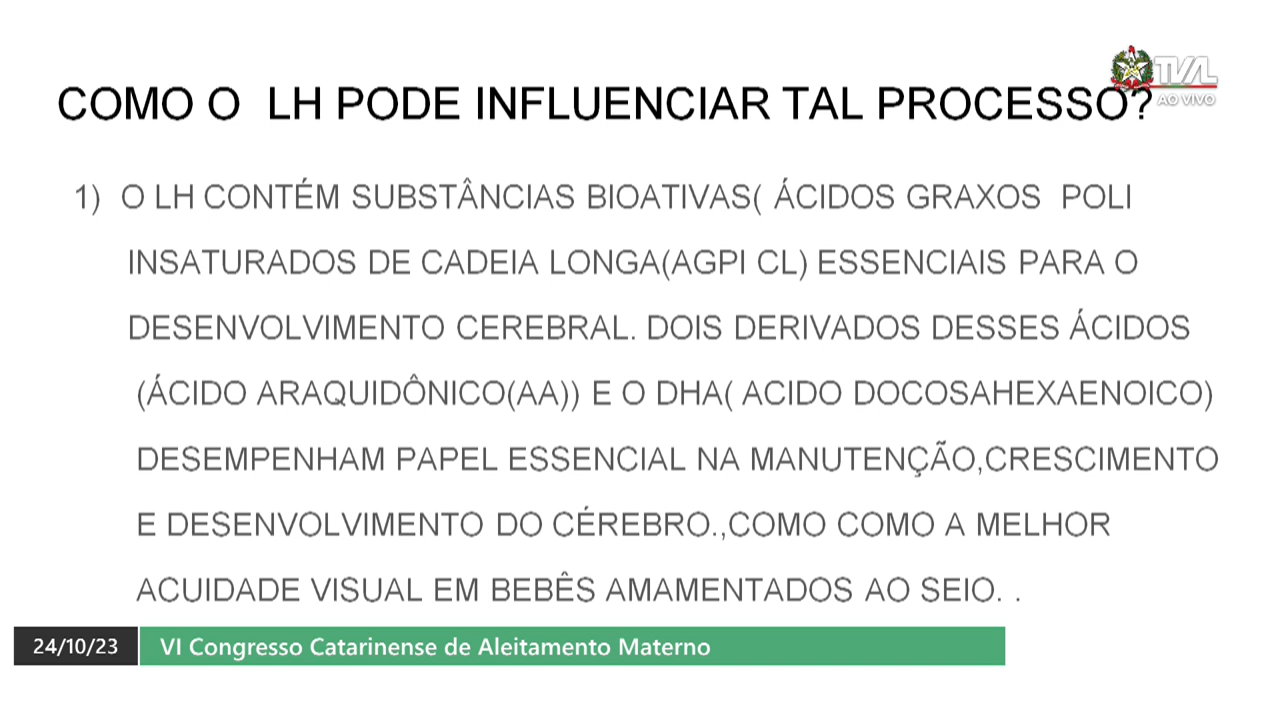 TVAL
AO VIVO
COMO O LH PODE INFLUENCIAR TAL PROCESSO?
1) O LH CONTÉM SUBSTÂNCIAS BIOATIVAS( ÁCIDOS GRAXOS POLI
INSATURADOS DE CADEIA LONGA(AGPI CL) ESSENCIAIS PARA O
DESENVOLVIMENTO CEREBRAL. DOIS DERIVADOS DESSES ÁCIDOS
(ÁCIDO ARAQUIDÔNICO(AA)) E O DHA( ACIDO DOCOSAHEXAENOICO)
DESEMPENHAM PAPEL ESSENCIAL NA MANUTENÇÃO,CRESCIMENTO
E DESENVOLVIMENTO DO CÉREBRO.,COMO COMO A MELHOR
ACUIDADE VISUAL EM BEBÊS AMAMENTADOS AO SEIO. .
24/10/23 VI Congresso Catarinense de Aleitamento Materno